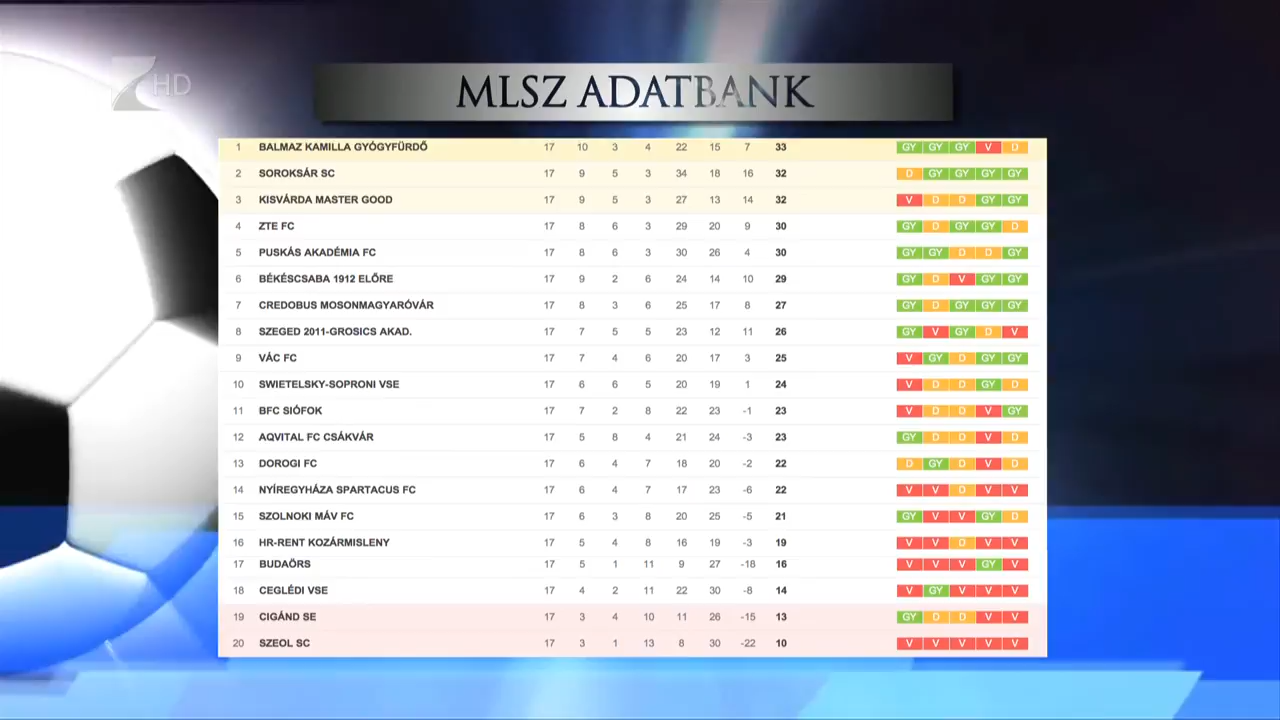 7 HD
MLSZ ADATBANK
1 BALMAZ KAMILLA GYÓGYFÜRDŐ 17 10 3 4 22 15 7 33 GY GY GY V D
2 SOROKSÁR SC 17 9 5 3 34 18 16 32 D GY GY GY GY
3 KISVÁRDA MASTER GOOD 17 9 5 3 27 13 14 32 V D D GY GY
4 ZTE FC 17 8 6 3 29 20 9 30 GY D GY GY D
5 PUSKÁS AKADÉMIA FC 17 8 6 3 30 26 4 30 GY GY D D GY
6 BÉKÉSCSABA 1912 ELŐRE 17 9 2 6 24 14 10 29 GY D V GY GY
7 CREDOBUS MOSONMAGYARÓVÁR 17 8 3 6 25 17 8 27 GY D GY GY GY
8 SZEGED 2011-GROSICS AKAD. 17 7 5 5 23 12 11 26 GY V GY D V
9 VÁC FC 17 7 4 6 20 17 3 25 V GY D GY GY
10 SWIETELSKY-SOPRONI VSE 17 6 6 5 20 19 1 24 V D D GY D
11 BFC SIÓFOK 17 7 2 8 22 23 -1 23 V D D V GY
12 AQVITAL FC CSÁKVÁR 17 5 8 4 21 24 -3 23 GY D D V D
13 DOROGI FC 17 6 4 7 18 20 -2 22 D GY D V D
14 NYÍREGYHÁZA SPARTACUS FC 17 6 4 7 17 23 -6 22 V V D V V
15 SZOLNOKI MÁV FC 17 6 3 8 20 25 -5 21 GY V V GY D
16 HR-RENT KOZÁRMISLENY 17 5 4 8 16 19 -3 19 V V D V V
17 BUDAÖRS 17 5 1 11 9 27 -18 16 V V V GY V
18 CEGLÉDI VSE 17 4 2 11 22 30 -8 14 V GY V V V
19 CIGÁND SE 17 3 4 10 11 26 -15 13 GY D D V V
20 SZEOL SC 17 3 1 13 8 30 -22 10 V V V V V